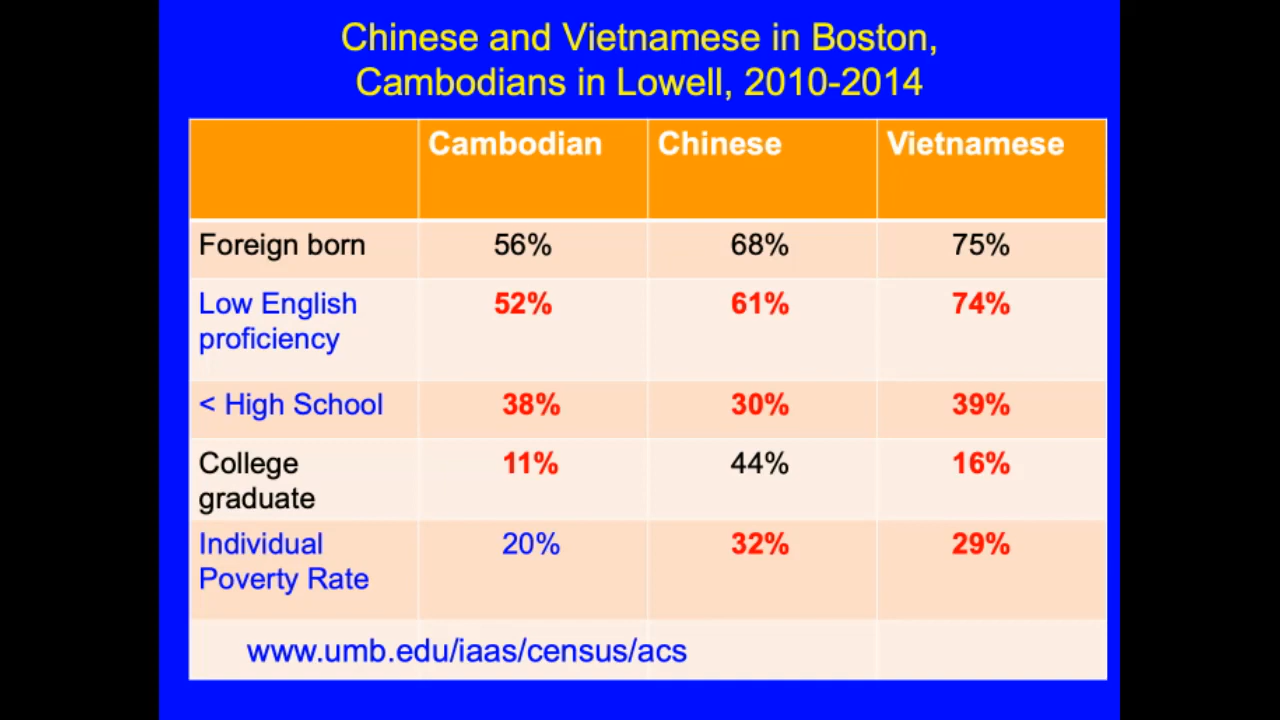 Chinese and Vietnamese in Boston,
Cambodians in Lowell, 2010-2014
Cambodian Chinese Vietnamese
Foreign born 56% 68% 75%
Low English 52% 61% 74%
proficiency
< High School 38% 30% 39%
College 11% 44% 16%
graduate
Individual 20% 32% 29%
Poverty Rate
www.umb.edu/iaas/census/acs